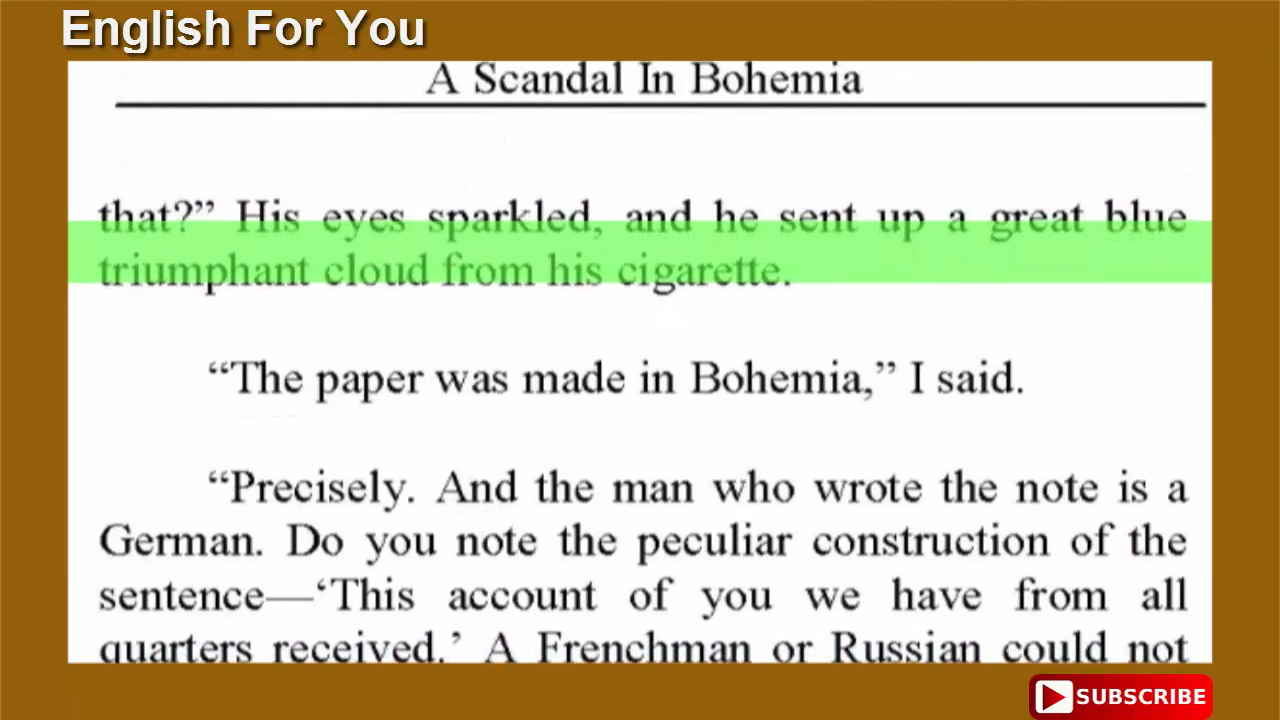 English For You
A Scandal In Bohemia
that?” His eyes sparkled, and he sent up a great blue
triumphant cloud from his cigarette.
“The paper was made in Bohemia,” I said.
“Precisely. And the man who wrote the note is a
German. Do you note the peculiar construction of the
sentence—‘This account of you we have from all
quarters received.’ A Frenchman or Russian could not
SUBSCRIBE